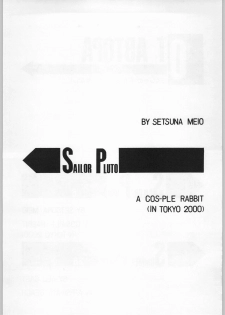 BY SETSUNA MEIO
SAILOR PLUTO
A COS-PLE RABBIT
(IN TOKYO 2000)